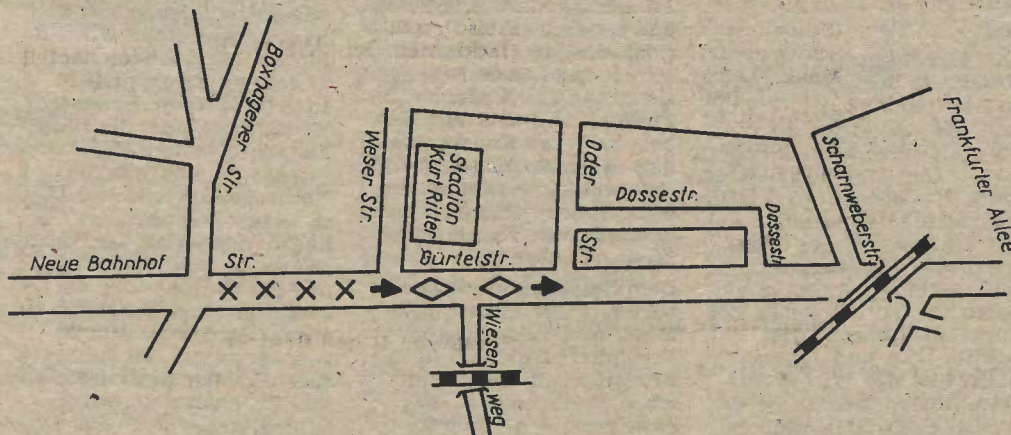 Boxhagener Str.
Weser Str.
Stadion
Kurt Ritter
Oder Str.
Dossestr.
Dossestr
Scharnweberstr.
Frankfurter Allee
Neue Bahnhof Str.
Gürtelstr.
Wiesen weg